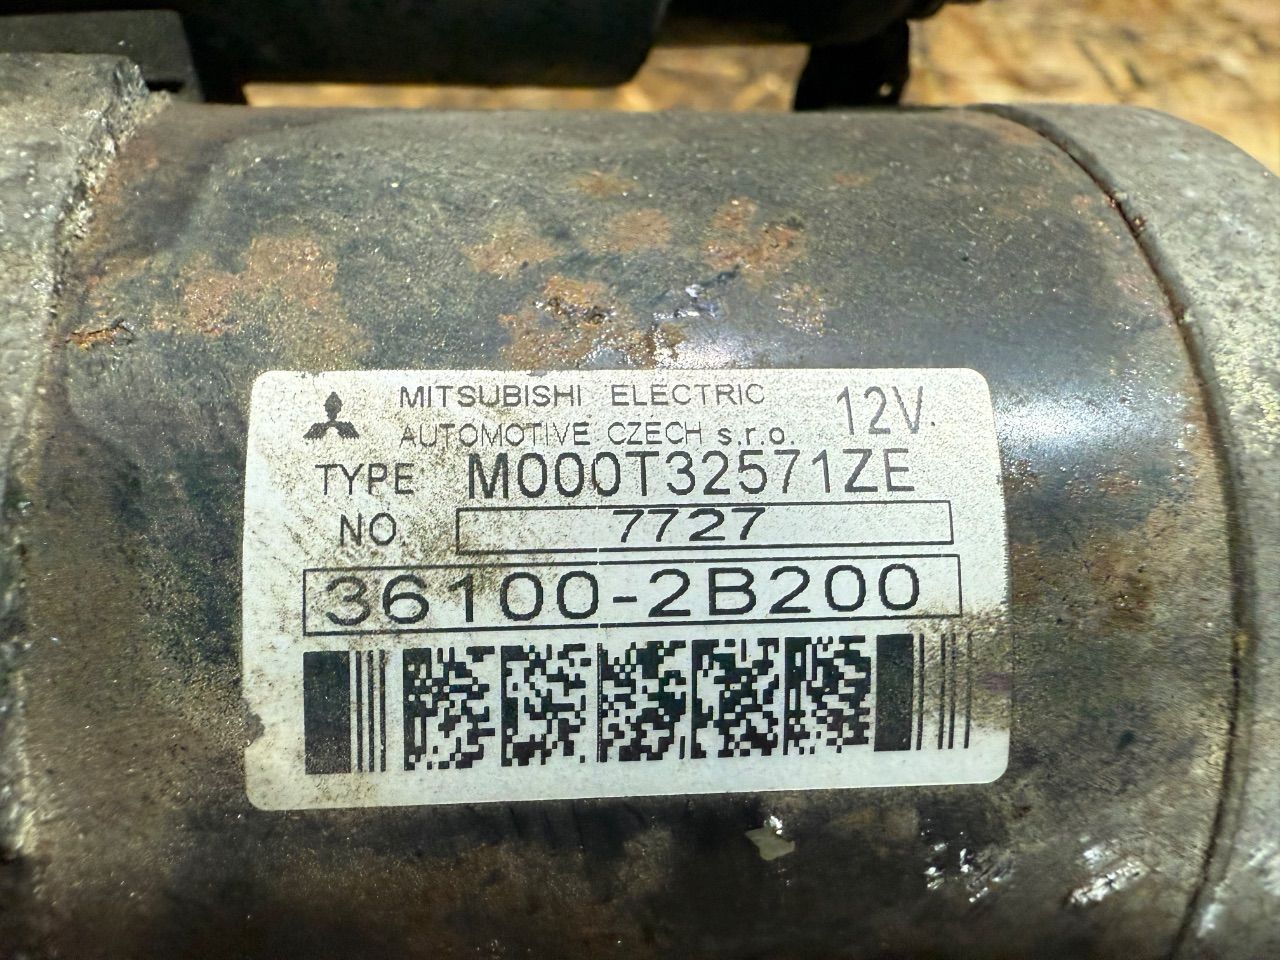 MITSUBISHI ELECTRIC
AUTOMOTIVE CZECH s.r.o. 12V.
TYPE M000T32571ZE
NO 7727
36100-2B200